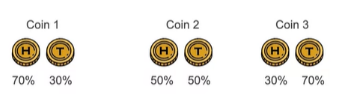 Coin 1 Coin 2 Coin 3
H T H T H T
70% 30% 50% 50% 30% 70%